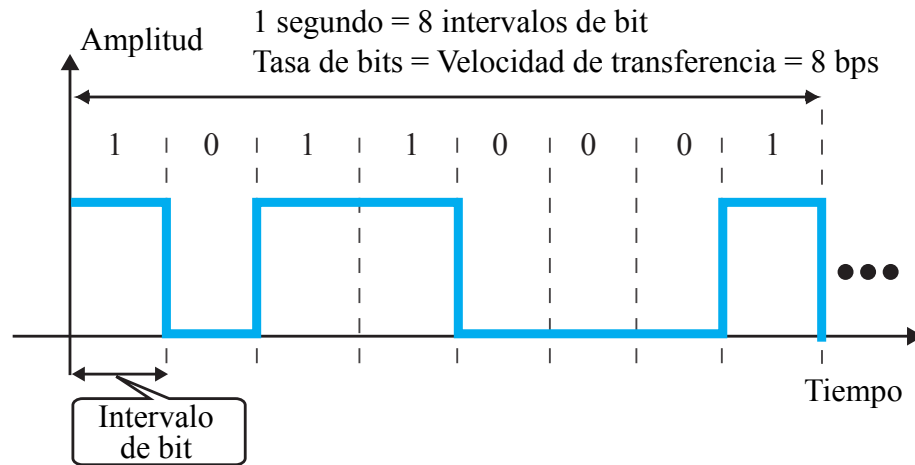 1 segundo = 8 intervalos de bit
Amplitud
Tasa de bits = Velocidad de transferencia = 8 bps
1 0 1 1 0 0 0 1
Tiempo
Intervalo
de bit